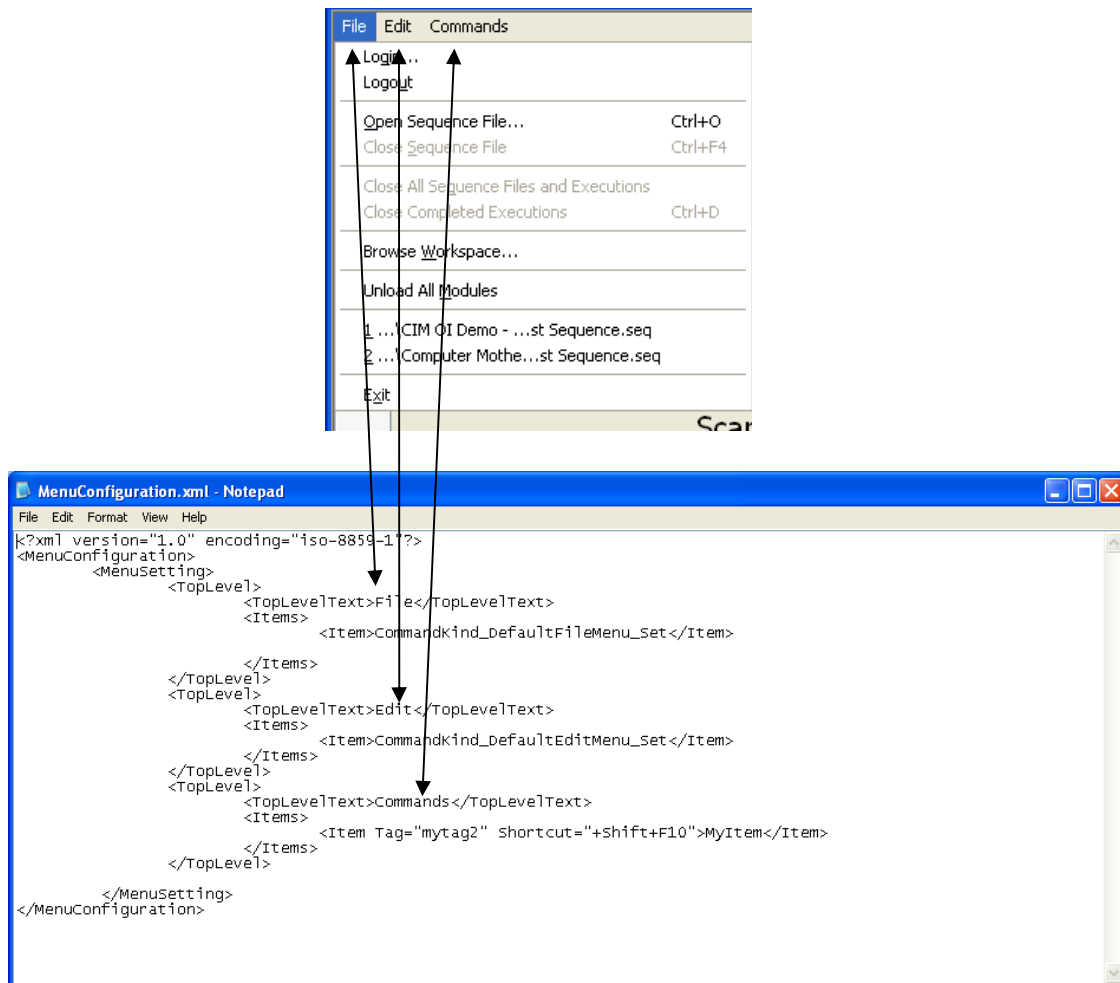 File Edit Commands
Login...
Logout
Open Sequence File... Ctrl+O
Close Sequence File Ctrl+F4
Close All Sequence Files and Executions
Close Completed Executions Ctrl+D
Browse Workspace...
Unload All Modules
1 ...\CIM OI Demo - ...st Sequence.seq
2 ...\Computer Mothe...st Sequence.seq
Exit
Scar
MenuConfiguration.xml - Notepad
File Edit Format View Help
<?xml version="1.0" encoding="iso-8859-1"?>
<MenuConfiguration>
<MenuSetting>
<TopLevel>
<TopLevelText>File</TopLevelText>
<Items>
<Item>CommandKind_DefaultFileMenu_Set</Item>
</Items>
</TopLevel>
<TopLevel>
<TopLevelText>Edit</TopLevelText>
<Items>
<Item>CommandKind_DefaultEditMenu_Set</Item>
</Items>
</TopLevel>
<TopLevel>
<TopLevelText>Commands</TopLevelText>
<Items>
<Item Tag="mytag2" Shortcut="+Shift+F10">MyItem</Item>
</Items>
</TopLevel>
</MenuSetting>
</MenuConfiguration>